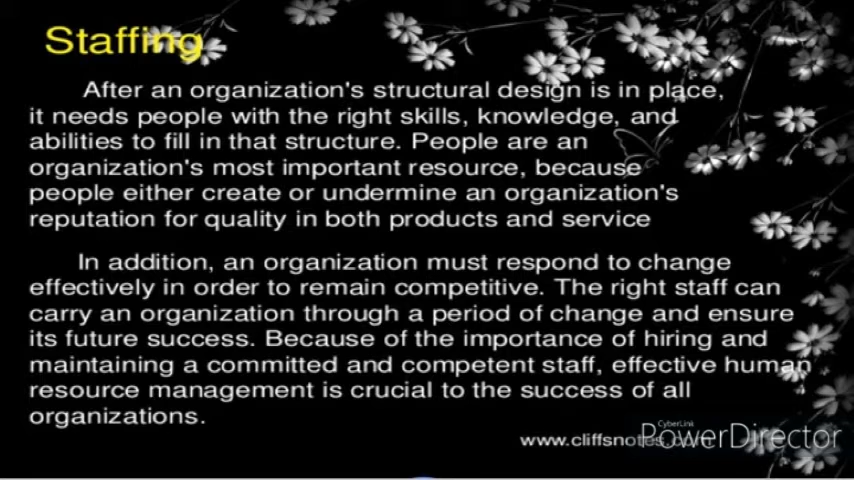 Staffing
After an organization's structural design is in place,
it needs people with the right skills, knowledge, and
abilities to fill in that structure. People are an
organization's most important resource, because
people either create or undermine an organization's
reputation for quality in both products and service
In addition, an organization must respond to change
effectively in order to remain competitive. The right staff can
carry an organization through a period of change and ensure
its future success. Because of the importance of hiring and
maintaining a committed and competent staff, effective human
resource management is crucial to the success of all
organizations.
www.cliffsnotes.com
CyberLink
PowerDirector